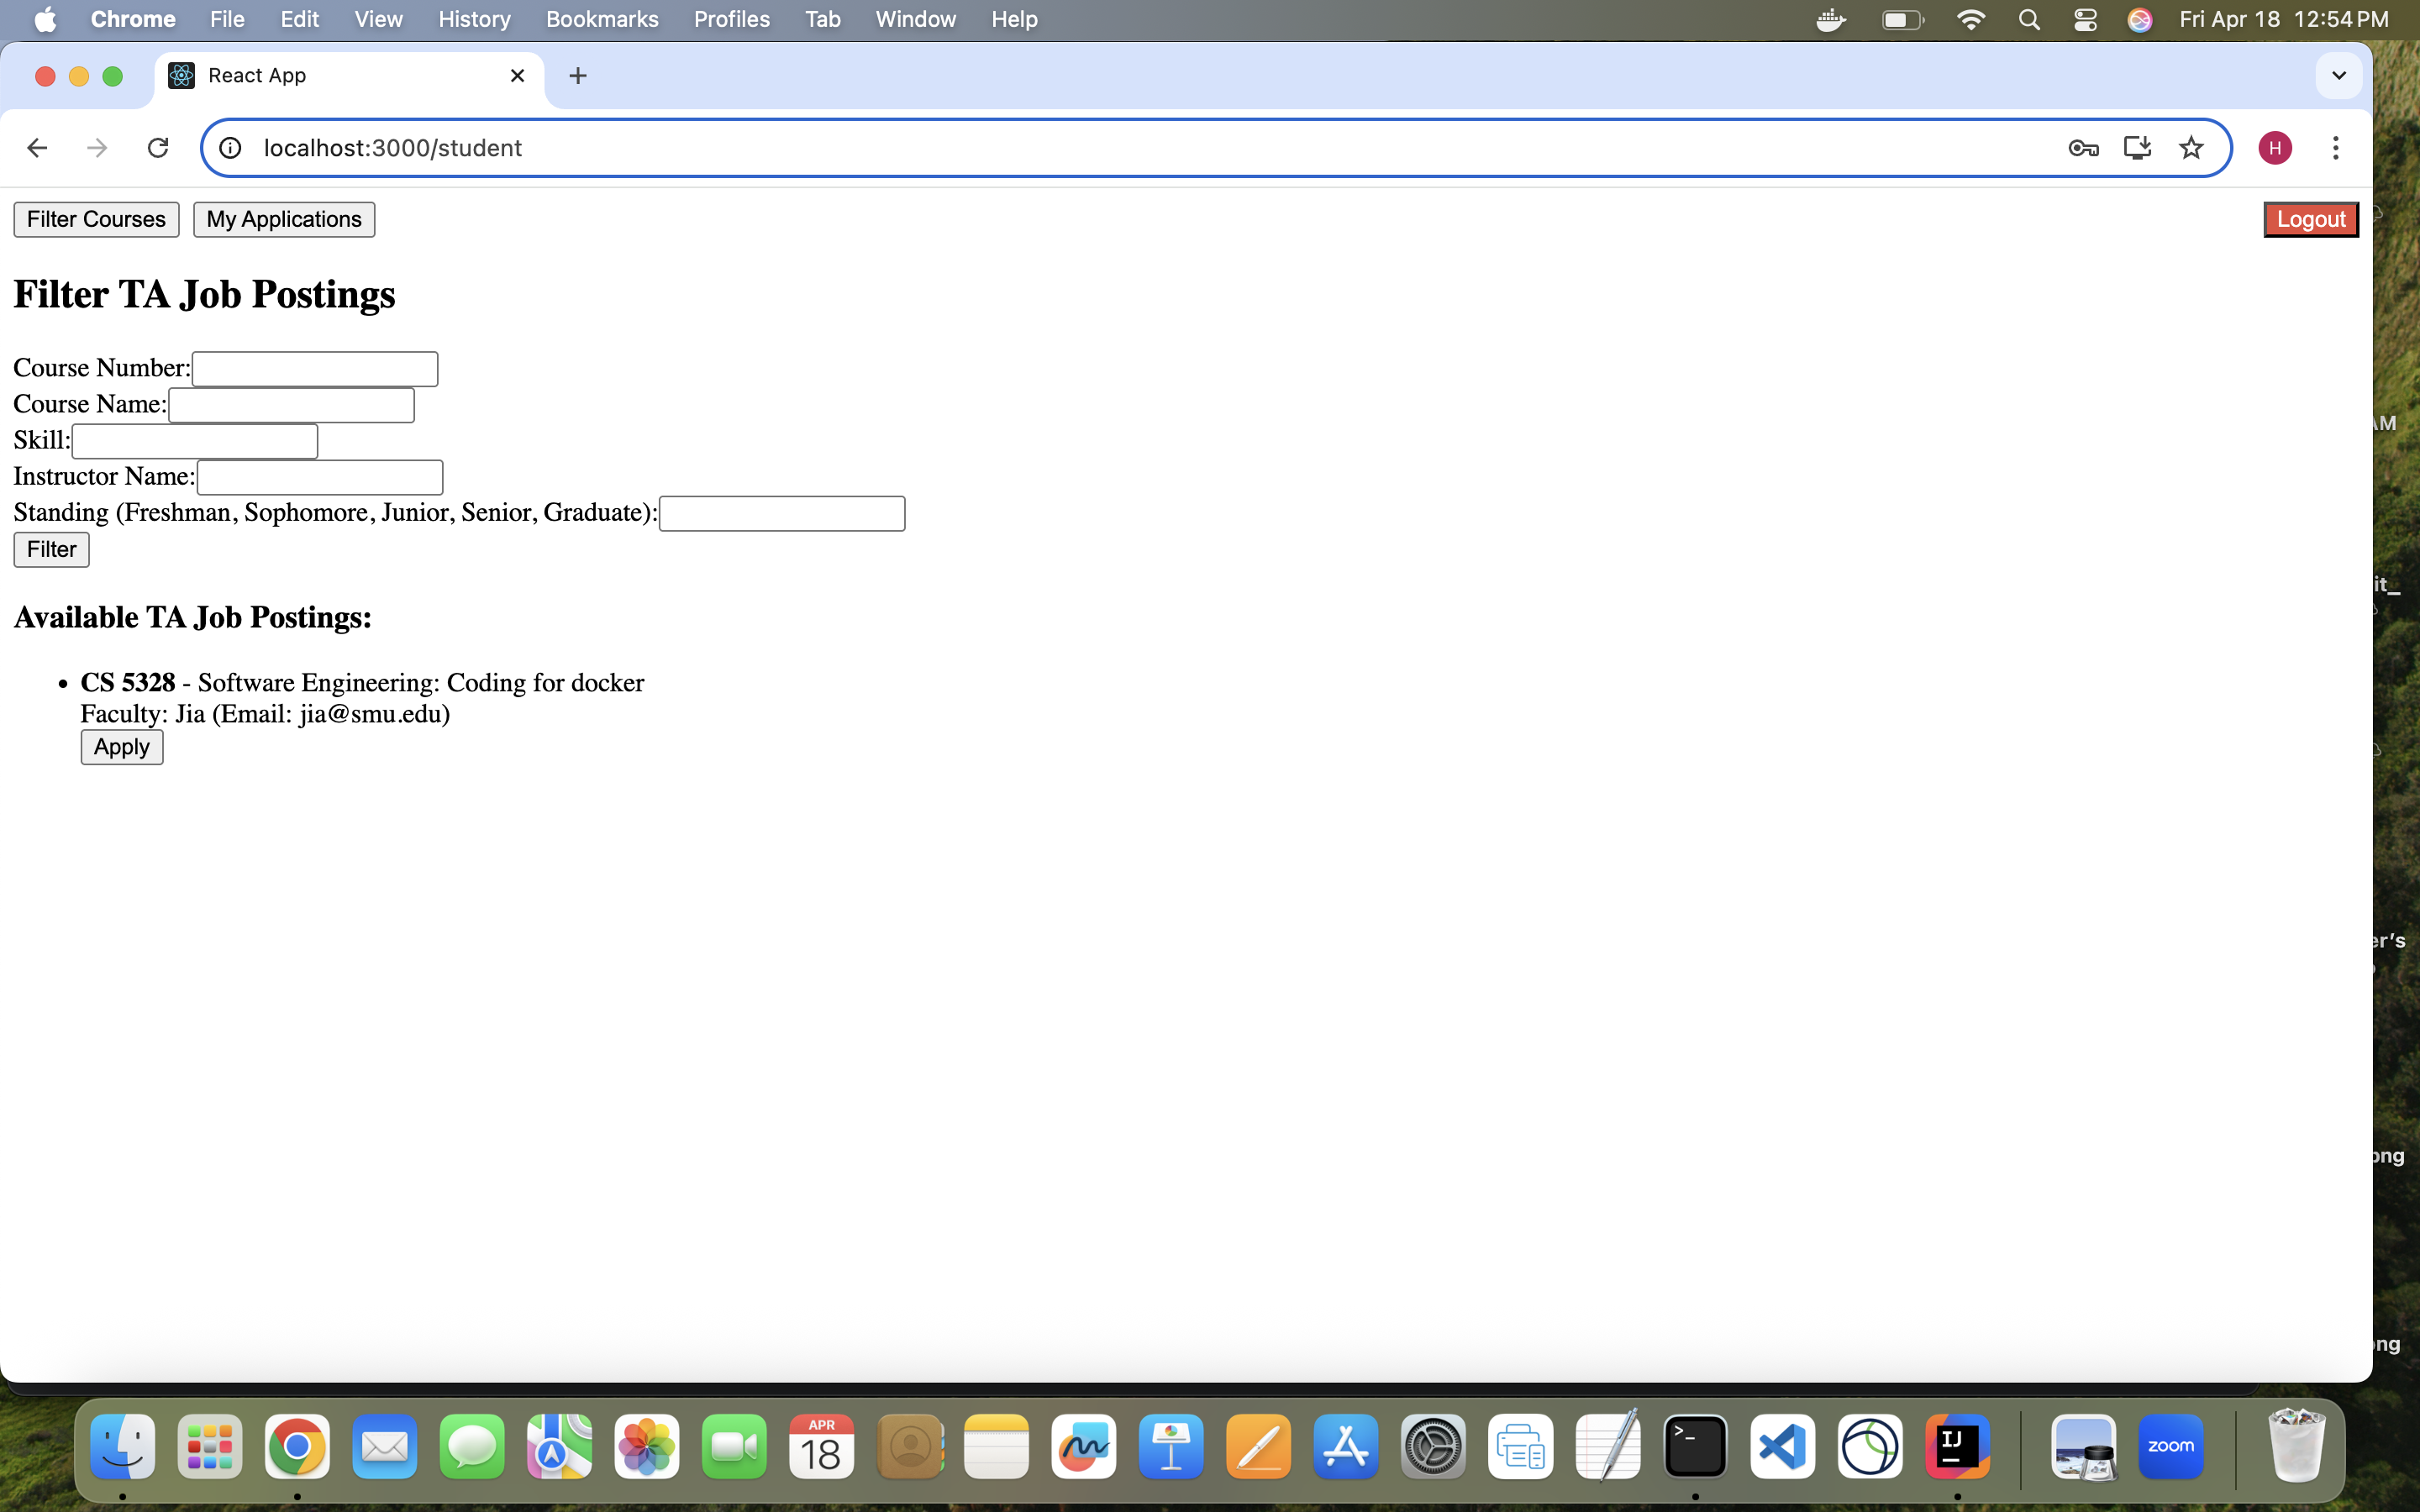 Chrome File Edit View History Bookmarks Profiles Tab Window Help Fri Apr 18 12:54 PM
React App
localhost:3000/student
H
Filter Courses My Applications Logout
Filter TA Job Postings
Course Number:
Course Name:
Skill:
Instructor Name:
Standing (Freshman, Sophomore, Junior, Senior, Graduate):
Filter
Available TA Job Postings:
CS 5328 - Software Engineering: Coding for docker
Faculty: Jia (Email: jia@smu.edu)
Apply
it_
er's
APR
18
IJ
zoom